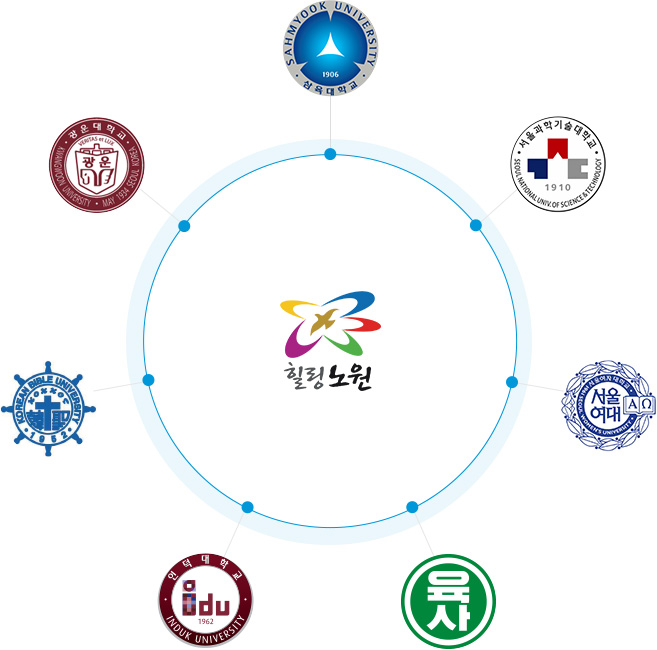 SAHMYOOK UNIVERSITY
1906
삼육대학교
광운대학교
VERITAS et LUX
광운
KWANGWOON UNIVERSITY • MAY 1934 SEOUL KOREA
서울과학기술대학교
1910
SEOUL NATIONAL UNIV. OF SCIENCE & TECHNOLOGY
힐링노원
KOREAN BIBLE UNIVERSITY
1952
서울
여대
A Ω
WOMEN'S UNIVERSITY
인덕대학교
idu
1962
INDUK UNIVERSITY
육
사